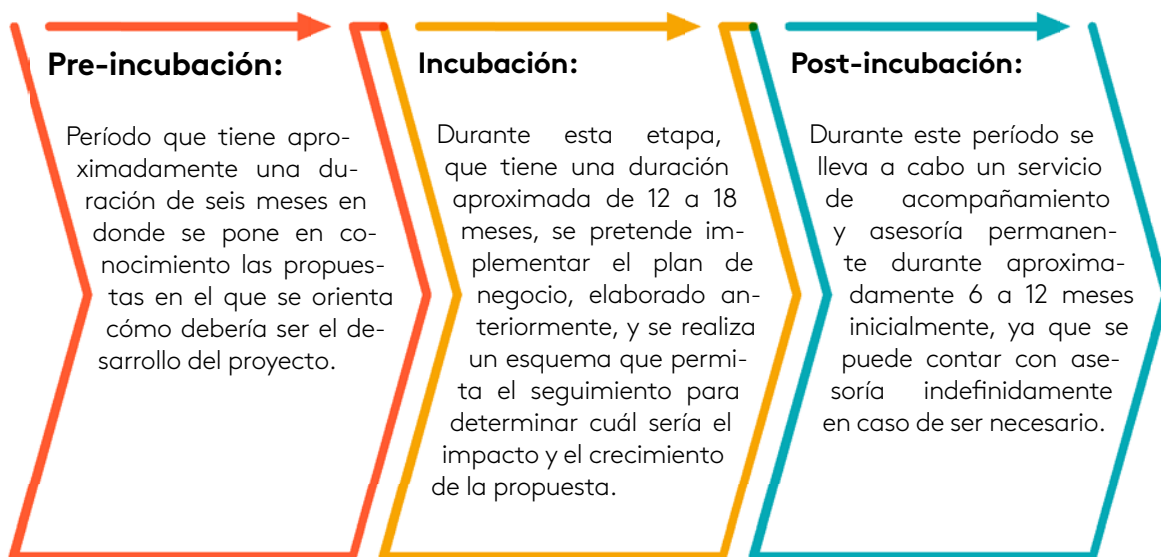 Pre-incubación:
Período que tiene apro-
ximadamente una du-
ración de seis meses en
donde se pone en co-
nocimiento las propues-
tas en el que se orienta
cómo debería ser el de-
sarrollo del proyecto.
Incubación:
Durante esta etapa,
que tiene una duración
aproximada de 12 a 18
meses, se pretende im-
plementar el plan de
negocio, elaborado an-
teriormente, y se realiza
un esquema que permi-
ta el seguimiento para
determinar cuál sería el
impacto y el crecimiento
de la propuesta.
Post-incubación:
Durante este período se
lleva a cabo un servicio
de acompañamiento
y asesoría permanen-
te durante aproxima-
damente 6 a 12 meses
inicialmente, ya que se
puede contar con ase-
soría indefinidamente
en caso de ser necesario.